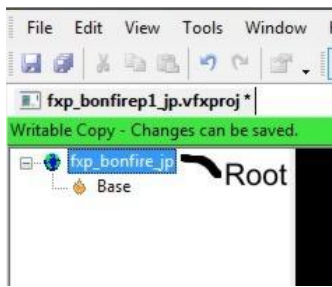 File Edit View Tools Window
fxp_bonfirep1_jp.vfxproj *
Writable Copy - Changes can be saved.
fxp_bonfire_jp Root
Base